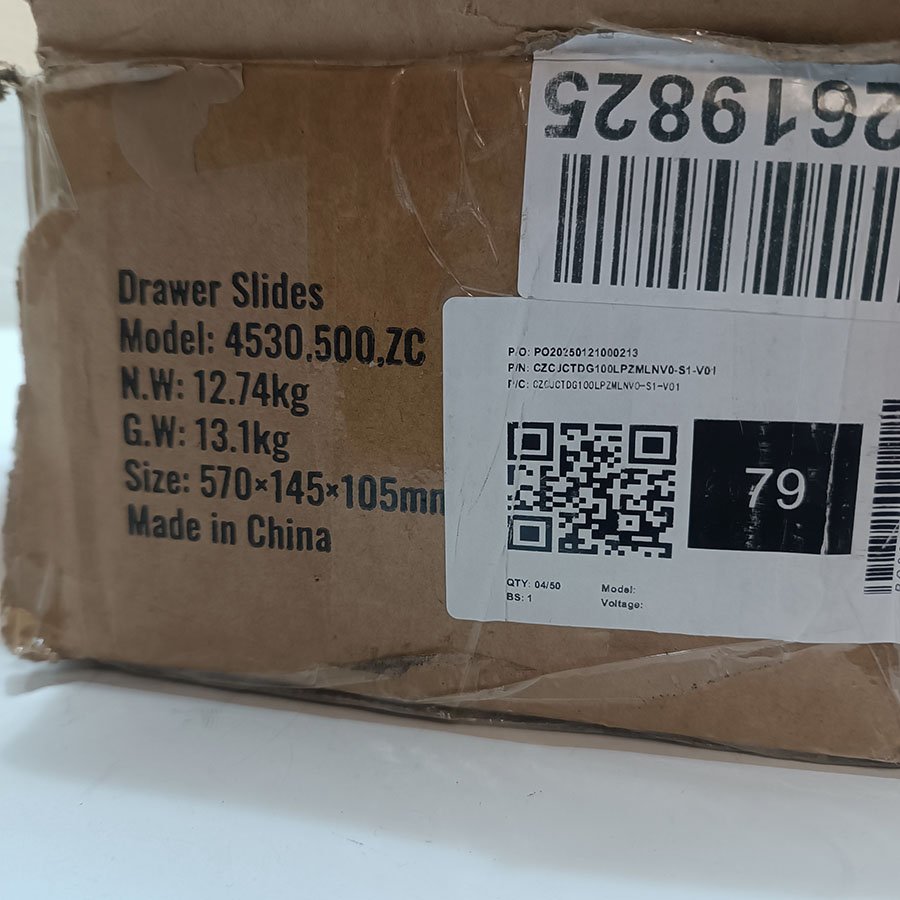 2619825
Drawer Slides
Model: 4530.500.ZC
N.W: 12.74kg
G.W: 13.1kg
Size: 570×145×105mm
Made in China
P/O: PO20250121000213
P/N: CZCJCTDG100LPZMLNV0-S1-V01
P/C: CZCJCTDG100LPZMLNV0-S1-V01
79
QTY: 04/50
BS: 1
Model:
Voltage: